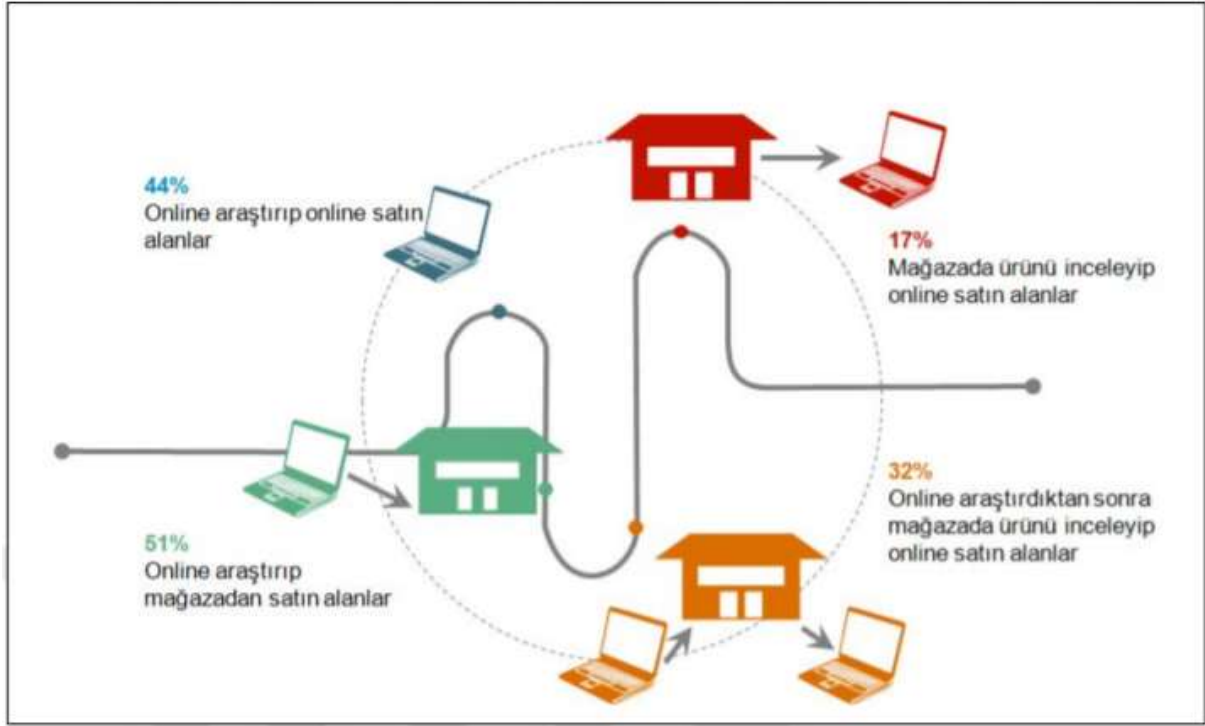 44%
Online araştırıp online satın
alanlar
17%
Mağazada ürünü inceleyip
online satın alanlar
32%
Online araştırdıktan sonra
mağazada ürünü inceleyip
online satın alanlar
51%
Online araştırıp
mağazadan satın alanlar